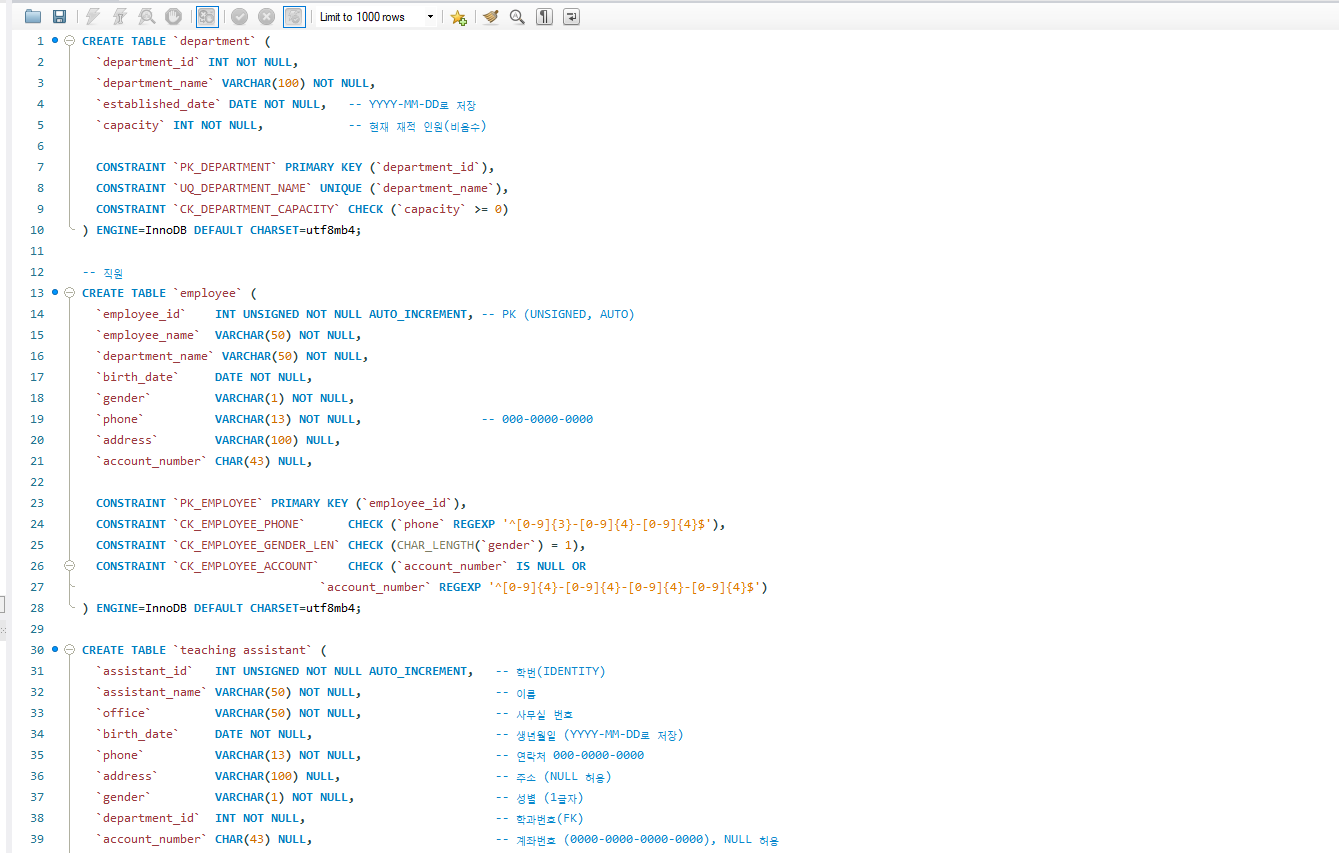 Limit to 1000 rows
1 CREATE TABLE `department` (
2 `department_id` INT NOT NULL,
3 `department_name` VARCHAR(100) NOT NULL,
4 `established_date` DATE NOT NULL, -- YYYY-MM-DD로 저장
5 `capacity` INT NOT NULL, -- 현재 재적 인원(비음수)
6
7 CONSTRAINT `PK_DEPARTMENT` PRIMARY KEY (`department_id`),
8 CONSTRAINT `UQ_DEPARTMENT_NAME` UNIQUE (`department_name`),
9 CONSTRAINT `CK_DEPARTMENT_CAPACITY` CHECK (`capacity` >= 0)
10 ) ENGINE=InnoDB DEFAULT CHARSET=utf8mb4;
11
12 -- 직원
13 CREATE TABLE `employee` (
14 `employee_id` INT UNSIGNED NOT NULL AUTO_INCREMENT, -- PK (UNSIGNED, AUTO)
15 `employee_name` VARCHAR(50) NOT NULL,
16 `department_name` VARCHAR(50) NOT NULL,
17 `birth_date` DATE NOT NULL,
18 `gender` VARCHAR(1) NOT NULL,
19 `phone` VARCHAR(13) NOT NULL, -- 000-0000-0000
20 `address` VARCHAR(100) NULL,
21 `account_number` CHAR(43) NULL,
22
23 CONSTRAINT `PK_EMPLOYEE` PRIMARY KEY (`employee_id`),
24 CONSTRAINT `CK_EMPLOYEE_PHONE` CHECK (`phone` REGEXP '^[0-9]{3}-[0-9]{4}-[0-9]{4}$'),
25 CONSTRAINT `CK_EMPLOYEE_GENDER_LEN` CHECK (CHAR_LENGTH(`gender`) = 1),
26 CONSTRAINT `CK_EMPLOYEE_ACCOUNT` CHECK (`account_number` IS NULL OR
27 `account_number` REGEXP '^[0-9]{4}-[0-9]{4}-[0-9]{4}-[0-9]{4}$')
28 ) ENGINE=InnoDB DEFAULT CHARSET=utf8mb4;
29
30 CREATE TABLE `teaching assistant` (
31 `assistant_id` INT UNSIGNED NOT NULL AUTO_INCREMENT, -- 학번(IDENTITY)
32 `assistant_name` VARCHAR(50) NOT NULL, -- 이름
33 `office` VARCHAR(50) NOT NULL, -- 사무실 번호
34 `birth_date` DATE NOT NULL, -- 생년월일 (YYYY-MM-DD로 저장)
35 `phone` VARCHAR(13) NOT NULL, -- 연락처 000-0000-0000
36 `address` VARCHAR(100) NULL, -- 주소 (NULL 허용)
37 `gender` VARCHAR(1) NOT NULL, -- 성별 (1글자)
38 `department_id` INT NOT NULL, -- 학과번호(FK)
39 `account_number` CHAR(43) NULL, -- 계좌번호 (0000-0000-0000-0000), NULL 허용